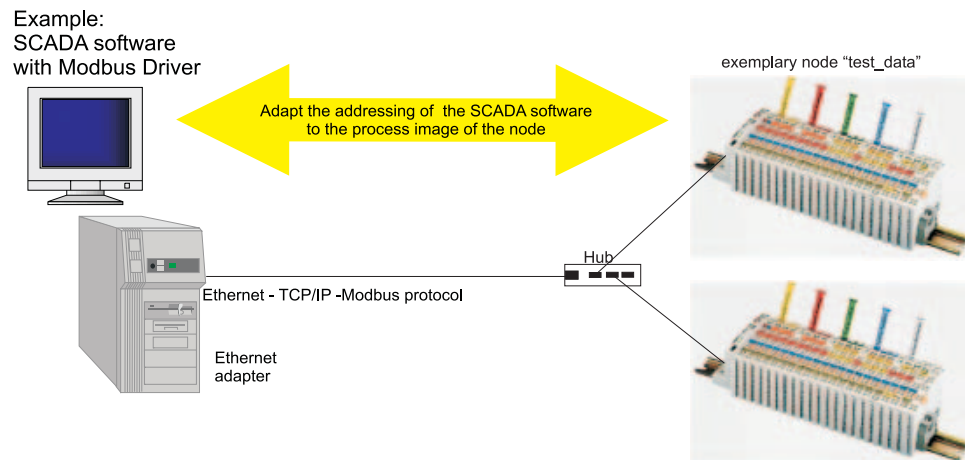 Example:
SCADA software
with Modbus Driver
exemplary node “test_data”
Adapt the addressing of the SCADA software
to the process image of the node
Hub
Ethernet - TCP/IP -Modbus protocol
Ethernet
adapter